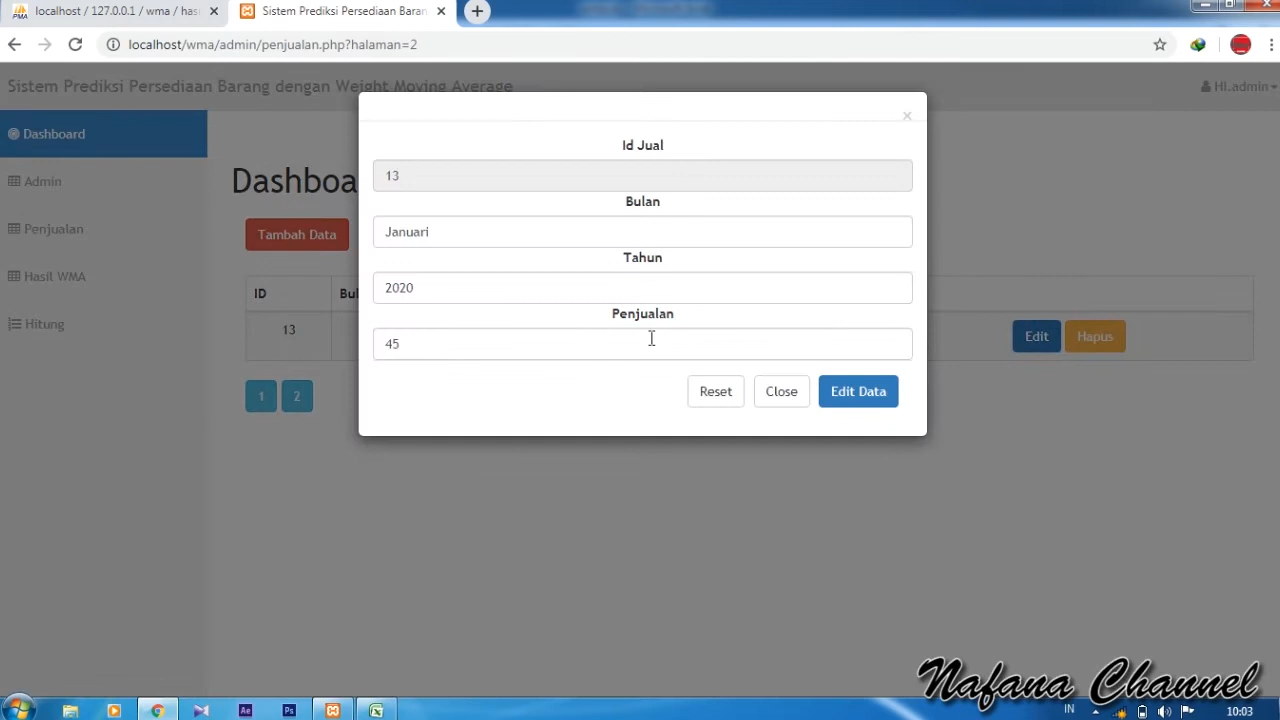 localhost / 127.0.0.1 / wma / has
Sistem Prediksi Persediaan Baran
localhost/wma/admin/penjualan.php?halaman=2
Sistem Prediksi Persediaan Barang dengan Weight Moving Average
Hi.admin
Dashboard
Admin
Penjualan
Hasil WMA
Hitung
Dashboa
Tambah Data
ID
Bul
13
Edit
Hapus
1
2
×
Id Jual
13
Bulan
Januari
Tahun
2020
Penjualan
45
Reset
Close
Edit Data
Nafana Channel
IN
10:03